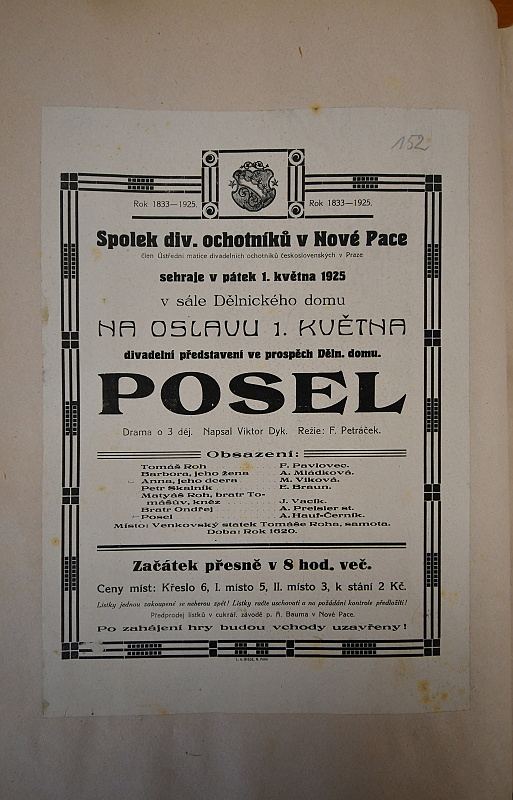 152
Rok 1833—1925. Rok 1833—1925.
Spolek div. ochotníků v Nové Pace
člen Ústřední matice divadelních ochotníků československých v Praze
sehraje v pátek 1. května 1925
v sále Dělnického domu
NA OSLAVU 1. KVĚTNA
divadelní představení ve prospěch Děln. domu.
POSEL
Drama o 3 děj. Napsal Viktor Dyk. Režie: F. Petráček.
Obsazení:
Tomáš Roh F. Pavlovec.
Barbora, jeho žena A. Mládková.
Anna, jeho dcera M. Viková.
Petr Skalník E. Braun.
Matyáš Roh, bratr To-
mášův, kněz J. Vacík.
Bratr Ondřej A. Preisler st.
Posel A. Hauf-Černík.
Místo: Venkovský statek Tomáše Roha, samota.
Doba: Rok 1620.
Začátek přesně v 8 hod. več.
Ceny míst: Křeslo 6, I. místo 5, II. místo 3, k stání 2 Kč.
Lístky jednou zakoupené se neberou zpět! Lístky račte uschovati a na požádání kontrole předložiti!
Předprodej lístků v cukrář. závodě p. A. Bauma v Nové Pace.
Po zahájení hry budou vchody uzavřeny!